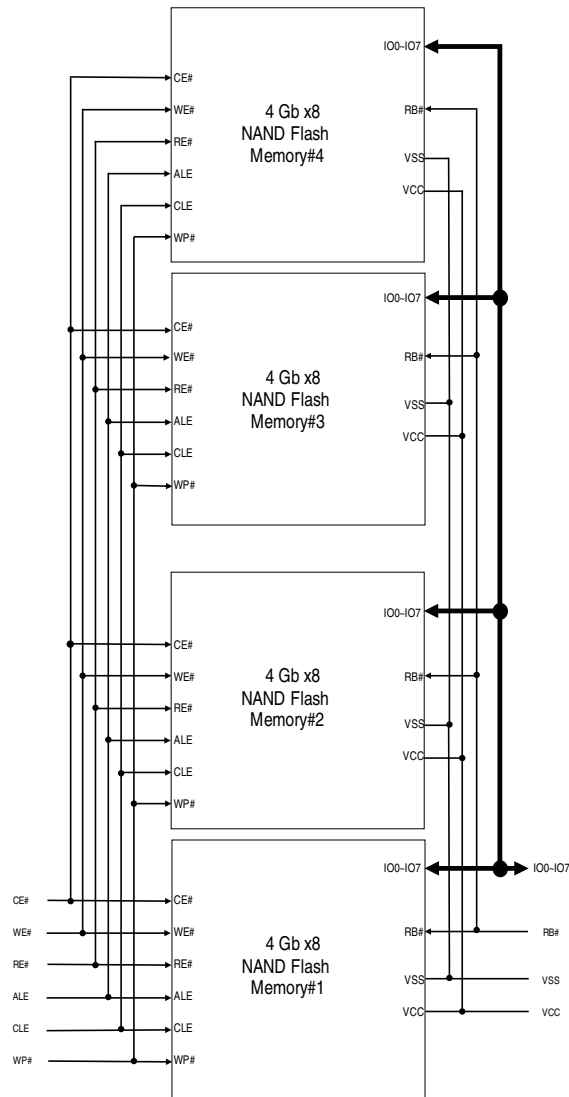 IO0~IO7
CE#
WE#
4 Gb x8
RB#
NAND Flash
RE#
Memory#4
VSS
ALE
VCC
CLE
WP#
IO0~IO7
CE#
WE#
RB#
4 Gb x8
RE#
NAND Flash
VSS
Memory#3
ALE
VCC
CLE
WP#
IO0~IO7
CE#
WE#
4 Gb x8
RB#
NAND Flash
RE#
Memory#2
VSS
ALE
VCC
CLE
WP#
IO0~IO7
IO0~IO7
CE#
CE#
WE#
WE#
4 Gb x8
RB#
RB#
RE#
RE#
NAND Flash
Memory#1
VSS
VSS
ALE
ALE
VCC
VCC
CLE
CLE
WP#
WP#